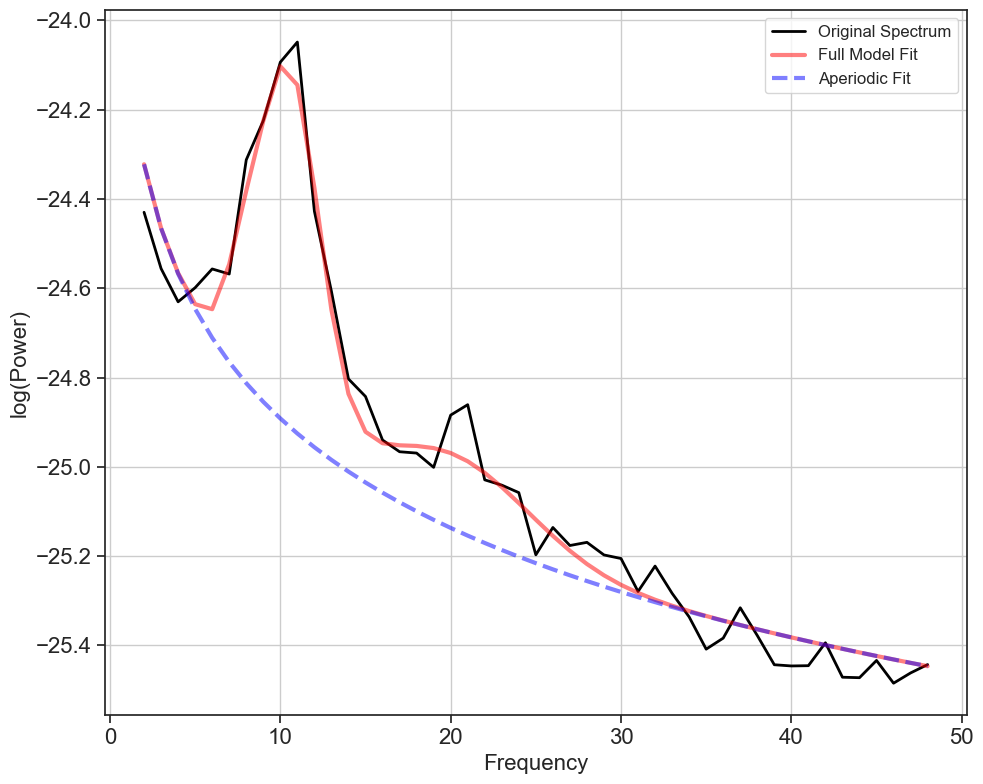 −24.0
−24.2
−24.4
−24.6
−24.8
−25.0
−25.2
−25.4
log(Power)
Original Spectrum
Full Model Fit
Aperiodic Fit
0 10 20 30 40 50
Frequency